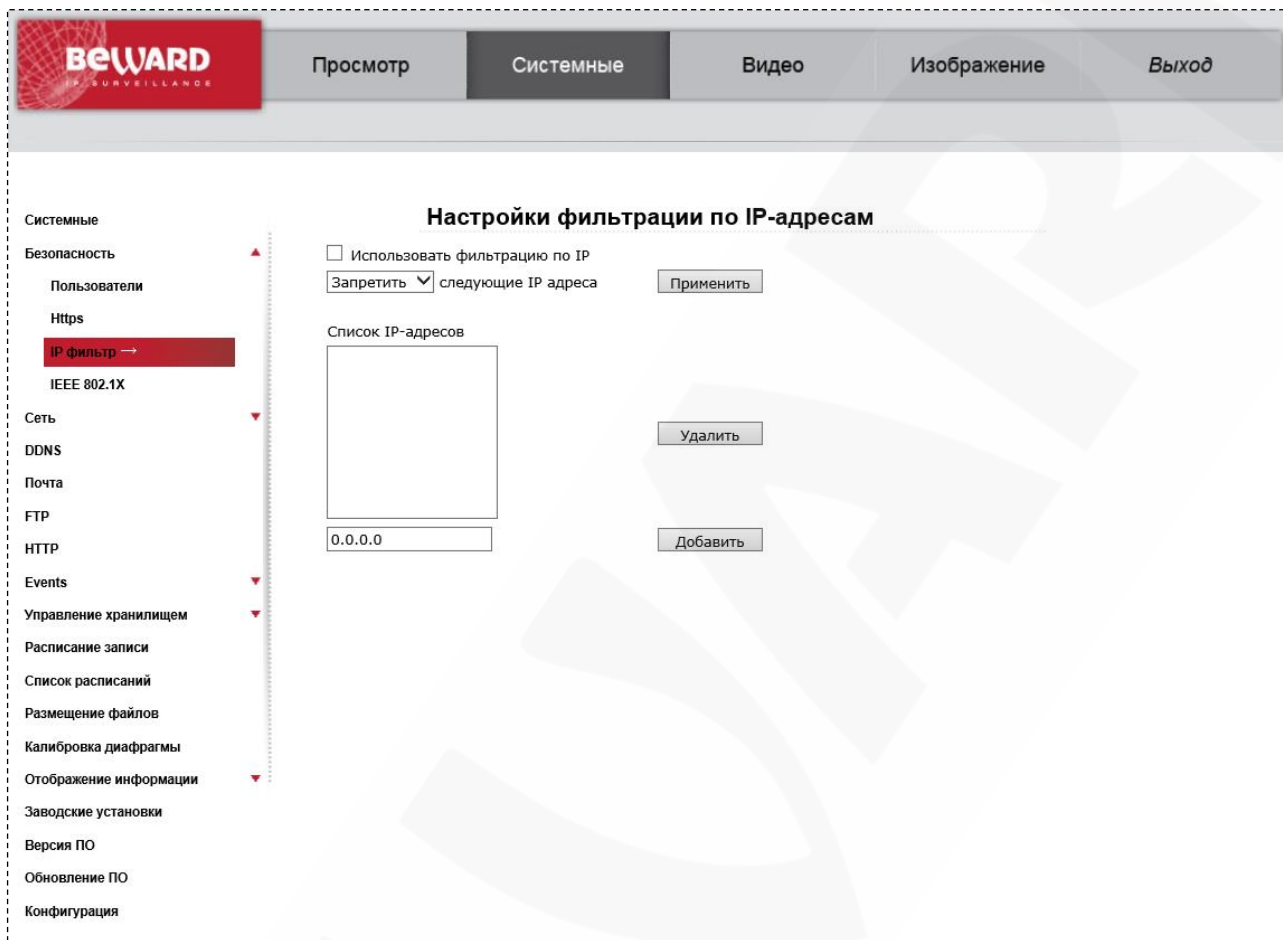 BEWARD
IP SURVEILLANCE
Просмотр
Системные
Видео
Изображение
Выход
Системные
Безопасность
Пользователи
Https
IP фильтр →
IEEE 802.1X
Сеть
DDNS
Почта
FTP
HTTP
Events
Управление хранилищем
Расписание записи
Список расписаний
Размещение файлов
Калибровка диафрагмы
Отображение информации
Заводские установки
Версия ПО
Обновление ПО
Конфигурация
Настройки фильтрации по IP-адресам
Использовать фильтрацию по IP
Запретить следующие IP адреса
Применить
Список IP-адресов
Удалить
0.0.0.0
Добавить